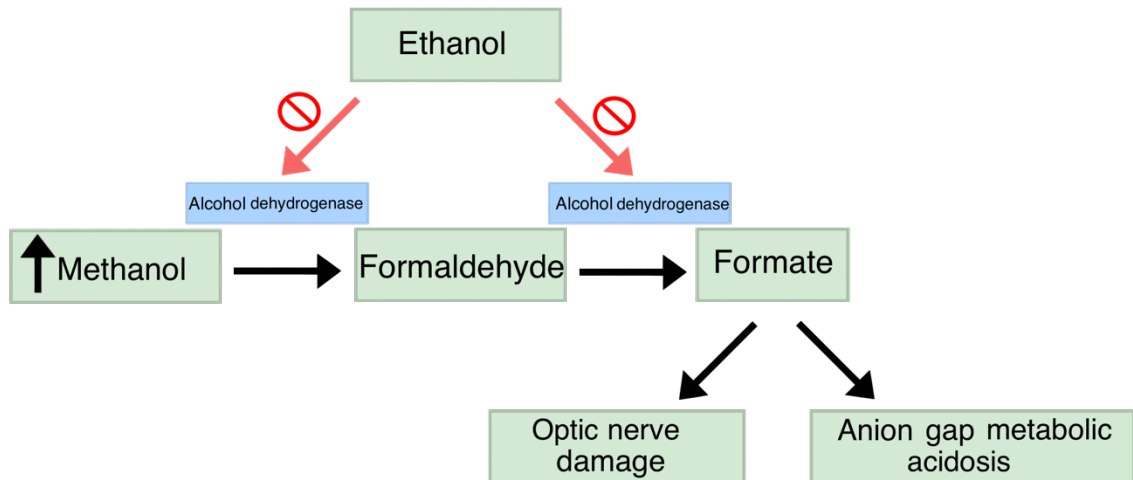 Ethanol
Alcohol dehydrogenase
Alcohol dehydrogenase
Methanol
Formaldehyde
Formate
Optic nerve
damage
Anion gap metabolic
acidosis